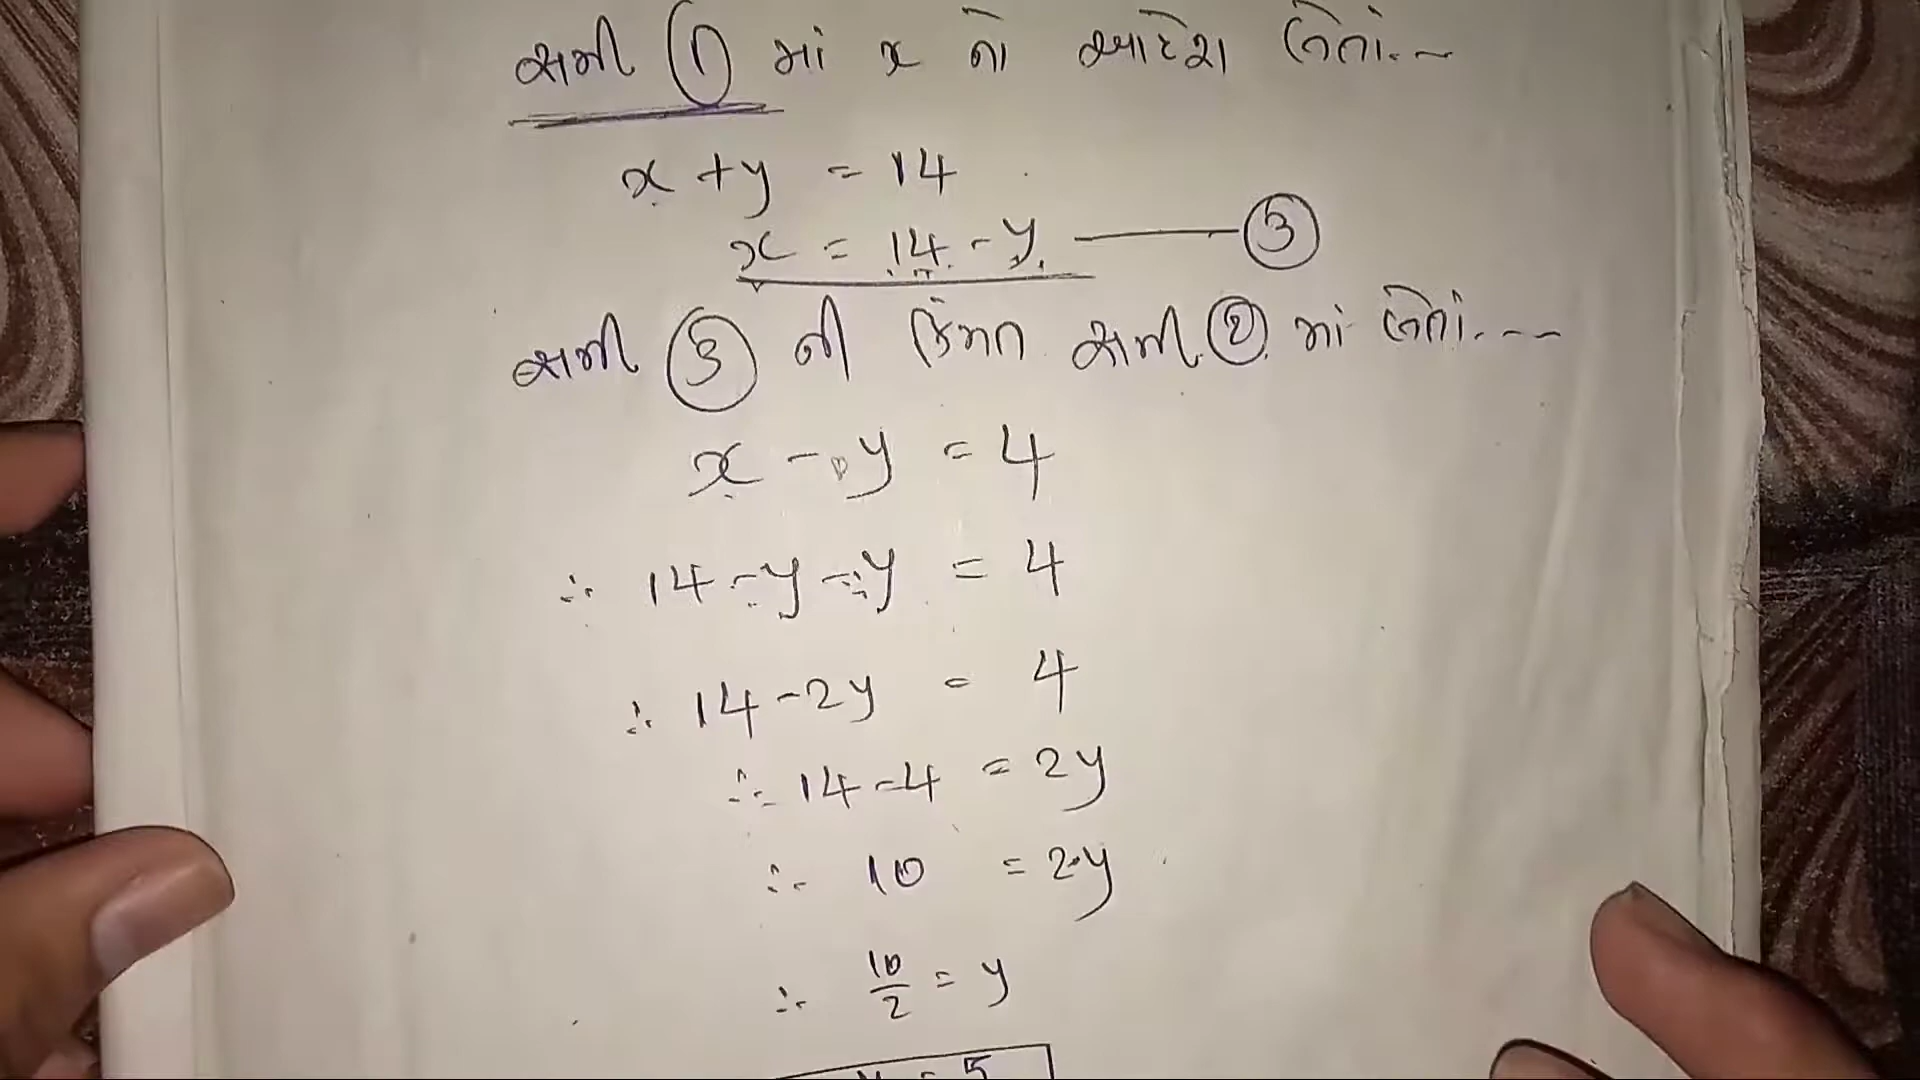 સમી ① માં x નો આદેશ લેતાં...
x + y = 14
x = 14 - y ——— ③
સમી ③ ની કિંમત સમી. ② માં લેતાં...
x - y = 4
∴ 14 - y - y = 4
∴ 14 - 2y = 4
∴ 14 - 4 = 2y
∴ 10 = 2y
∴ 10/2 = y
y = 5